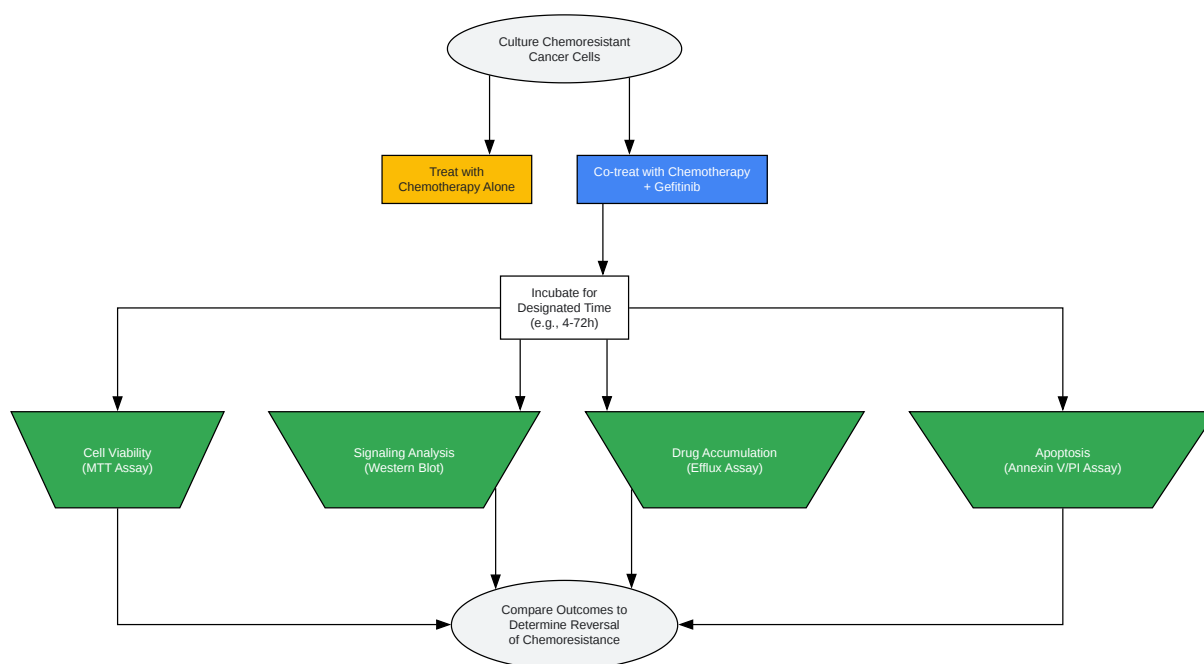 Culture Chemoresistant
Cancer Cells
Treat with
Chemotherapy Alone
Co-treat with Chemotherapy
+ Gefitinib
Incubate for
Designated Time
(e.g., 4-72h)
Cell Viability
(MTT Assay)
Signaling Analysis
(Western Blot)
Drug Accumulation
(Efflux Assay)
Apoptosis
(Annexin V/PI Assay)
Compare Outcomes to
Determine Reversal
of Chemoresistance